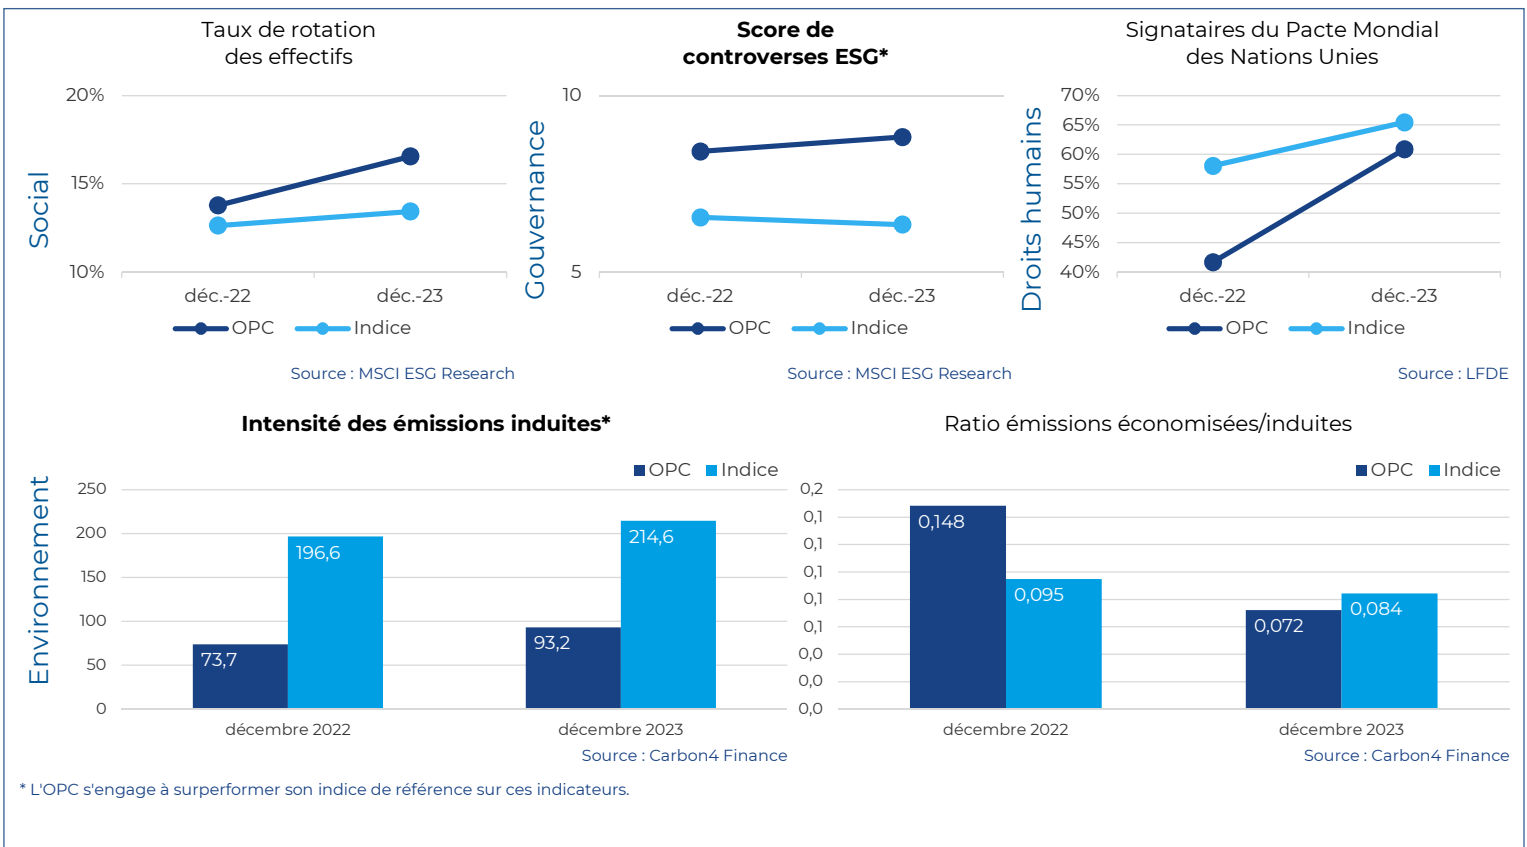 Taux de rotation
des effectifs
Social
20%
15%
10%
déc.-22
déc.-23
OPC
Indice
Source : MSCI ESG Research
Score de
controverses ESG*
Gouvernance
10
5
déc.-22
déc.-23
OPC
Indice
Source : MSCI ESG Research
Signataires du Pacte Mondial
des Nations Unies
Droits humains
70%
65%
60%
55%
50%
45%
40%
déc.-22
déc.-23
OPC
Indice
Source : LFDE
Intensité des émissions induites*
Environnement
OPC
Indice
250
200
150
100
50
0
73,7
196,6
93,2
214,6
décembre 2022
décembre 2023
Source : Carbon4 Finance
Ratio émissions économisées/induites
OPC
Indice
0,2
0,1
0,1
0,1
0,1
0,1
0,0
0,0
0,0
0,148
0,095
0,072
0,084
décembre 2022
décembre 2023
Source : Carbon4 Finance
* L'OPC s'engage à surperformer son indice de référence sur ces indicateurs.